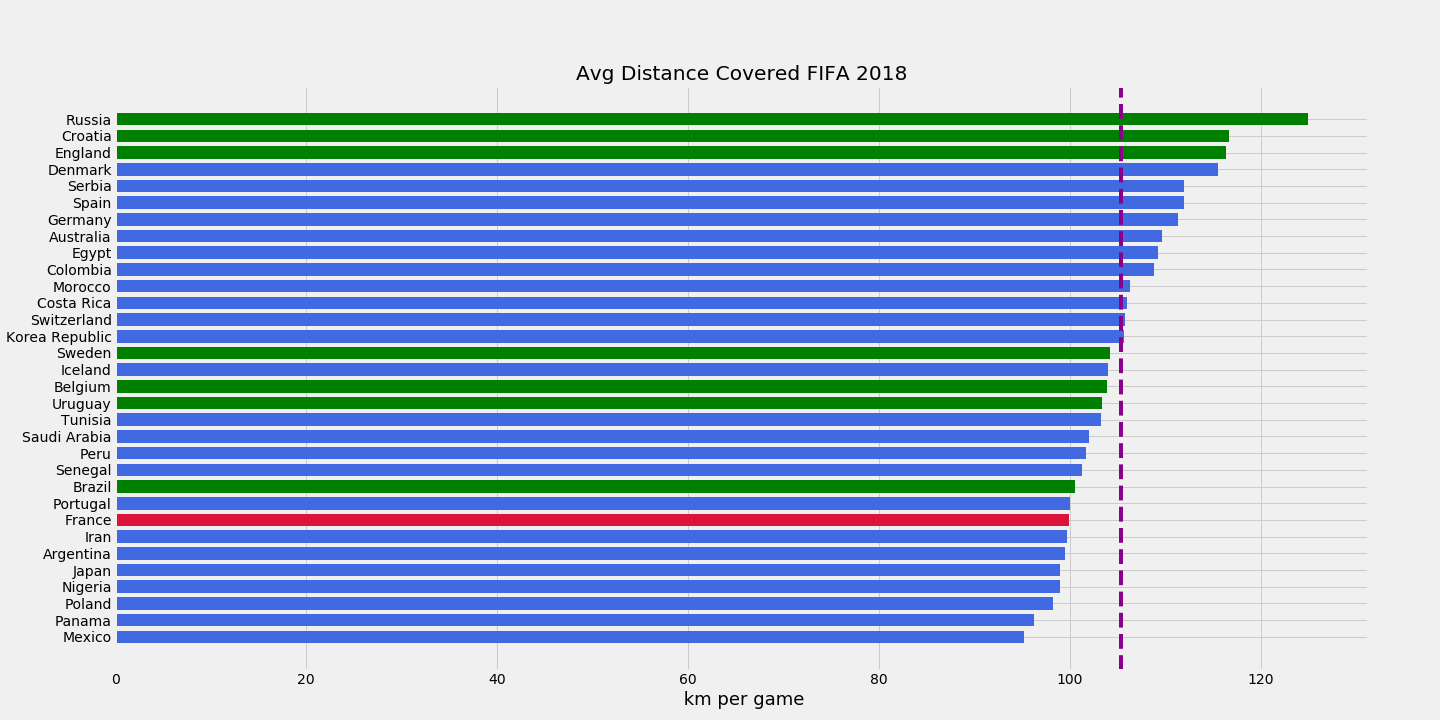 Avg Distance Covered FIFA 2018
Russia
Croatia
England
Denmark
Serbia
Spain
Germany
Australia
Egypt
Colombia
Morocco
Costa Rica
Switzerland
Korea Republic
Sweden
Iceland
Belgium
Uruguay
Tunisia
Saudi Arabia
Peru
Senegal
Brazil
Portugal
France
Iran
Argentina
Japan
Nigeria
Poland
Panama
Mexico
0 20 40 60 80 100 120
km per game